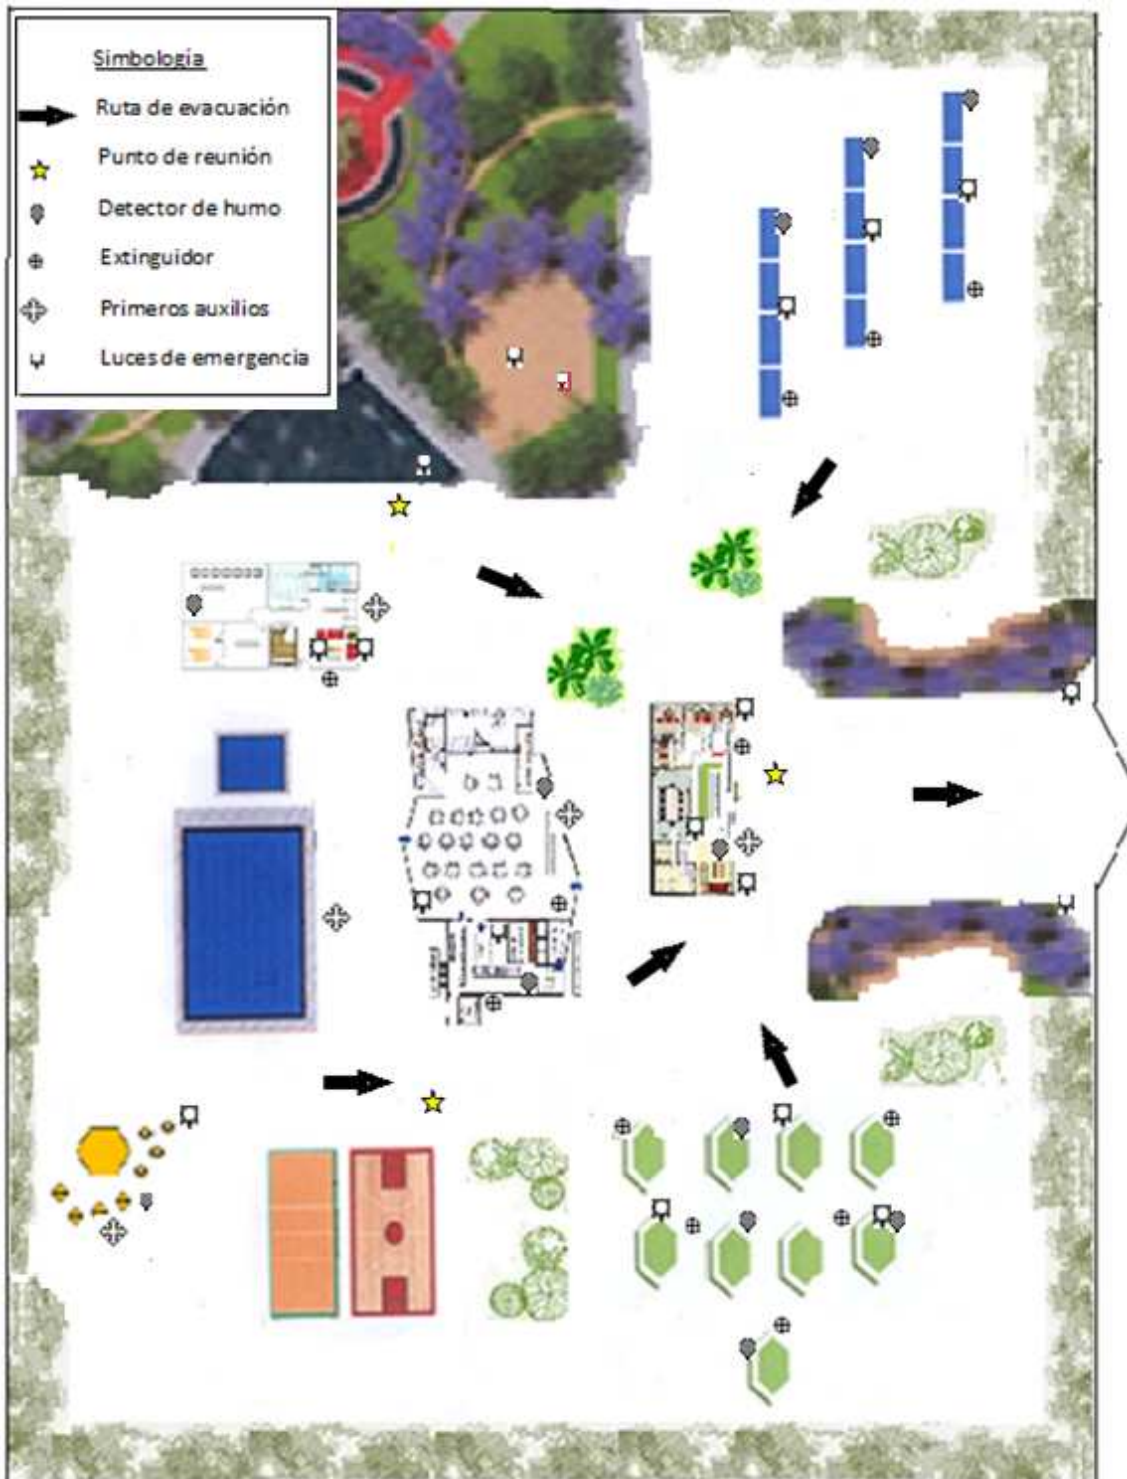 Simbología
Ruta de evacuación
Punto de reunión
Detector de humo
Extinguidor
Primeros auxilios
Luces de emergencia